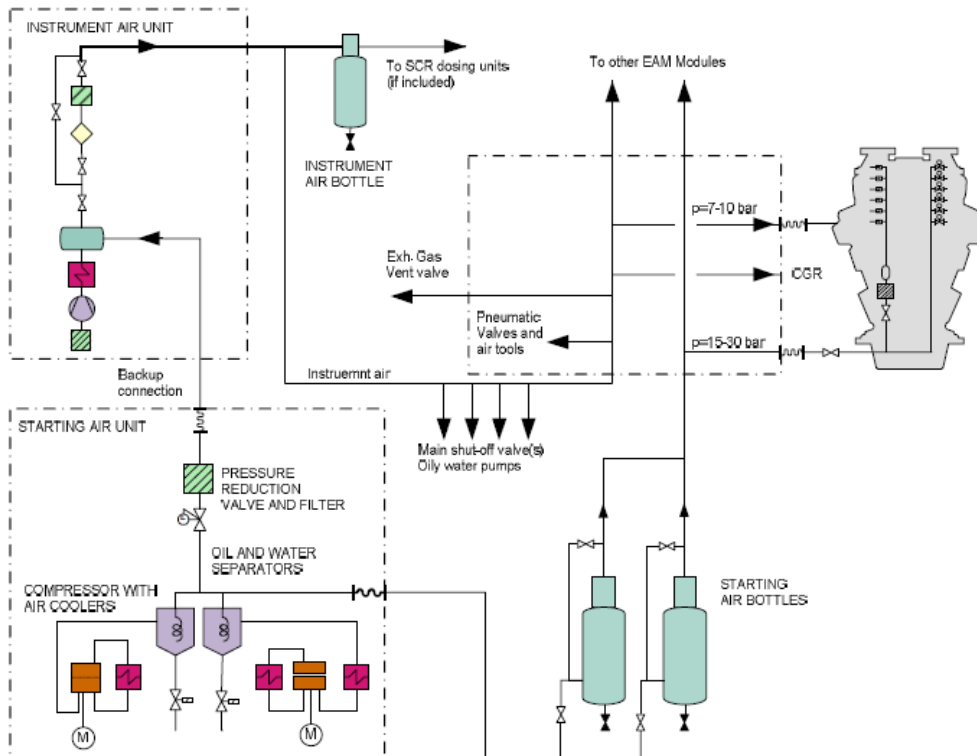 INSTRUMENT AIR UNIT
To SCR dosing units
(if included)
INSTRUMENT
AIR BOTTLE
To other EAM Modules
p=7-10 bar
Exh. Gas
Vent valve
CGR
Pneumatic
Valves and
air tools
p=15-30 bar
Backup
connection
Instruemnt air
STARTING AIR UNIT
Main shut-off valve(s)
Oily water pumps
PRESSURE
REDUCTION
VALVE AND FILTER
OIL AND WATER
SEPARATORS
COMPRESSOR WITH
AIR COOLERS
STARTING
AIR BOTTLES
M
M